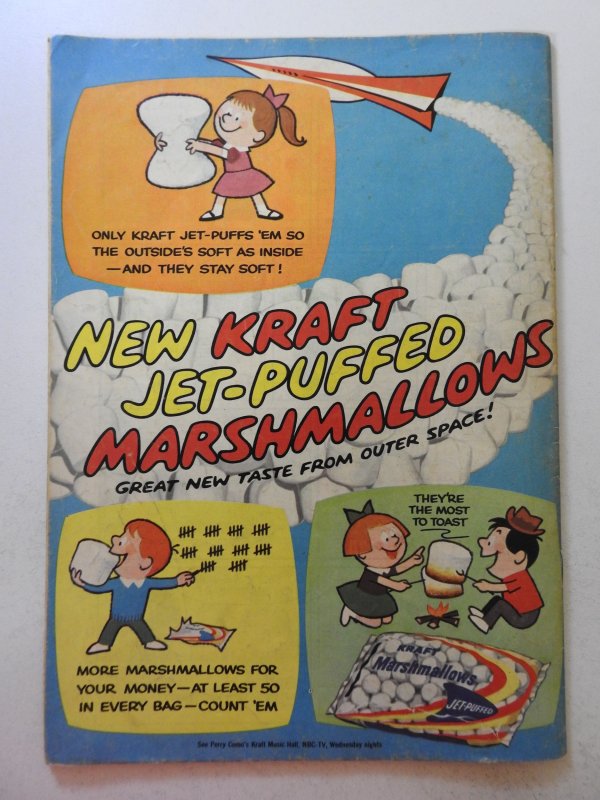 ONLY KRAFT JET-PUFFS 'EM SO
THE OUTSIDE'S SOFT AS INSIDE
—AND THEY STAY SOFT!
NEW KRAFT
JET-PUFFED
MARSHMALLOWS
GREAT NEW TASTE FROM OUTER SPACE!
MORE MARSHMALLOWS FOR
YOUR MONEY—AT LEAST 50
IN EVERY BAG—COUNT 'EM
THEY'RE
THE MOST
TO TOAST
KRAFT
Marshmallows
JET-PUFFED
See Perry Como's Kraft Music Hall, NBC-TV, Wednesday nights